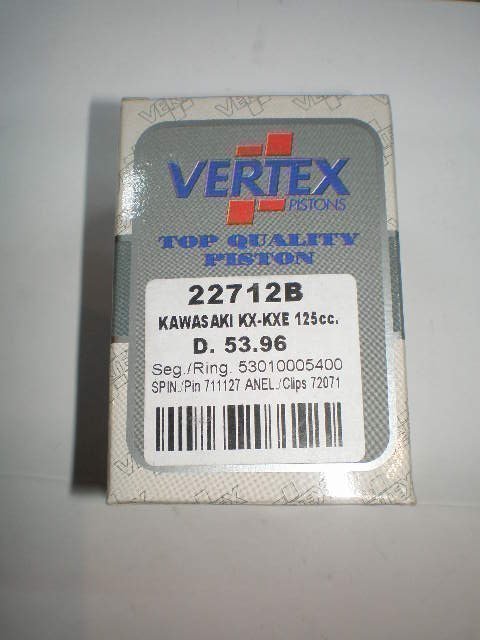 VERTEX
PISTONS
TOP QUALITY
PISTON
22712B
KAWASAKI KX-KXE 125cc.
D. 53.96
Seg./Ring. 53010005400
SPIN./Pin 711127 ANEL./Clips 72071